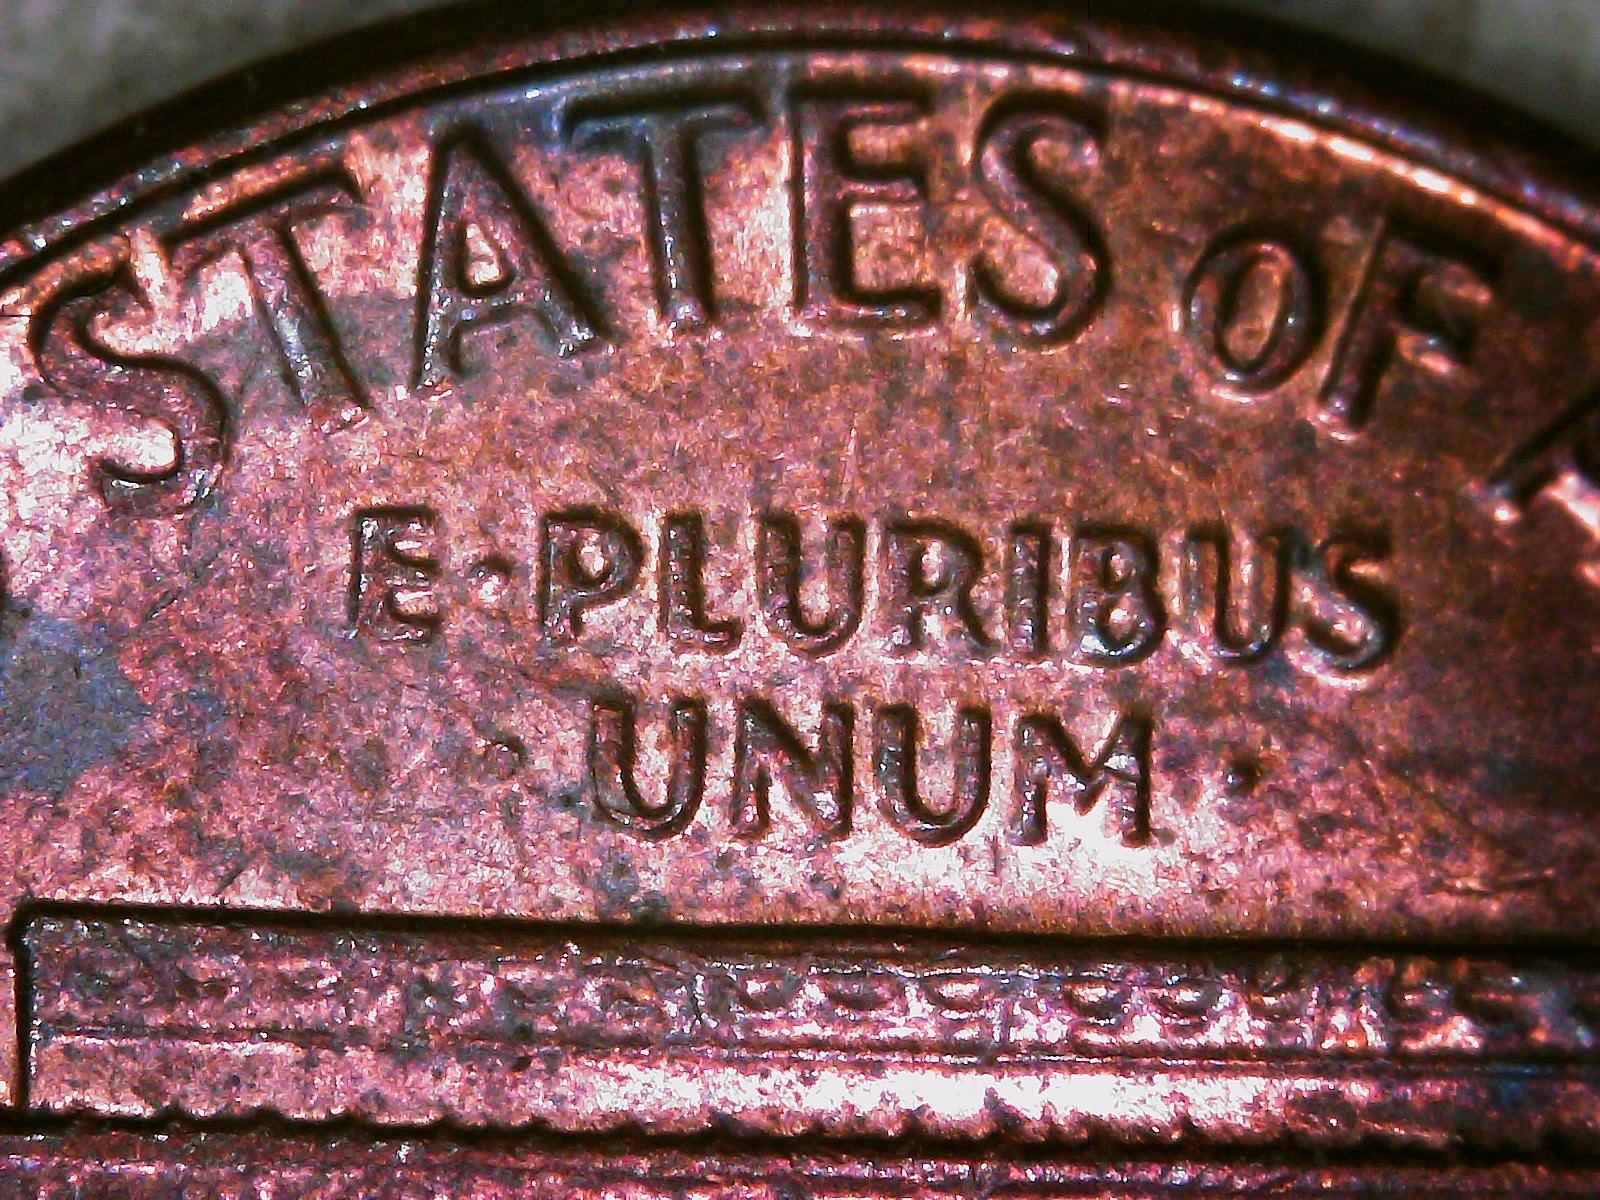 STATES OF
E·PLURIBUS
·UNUM·